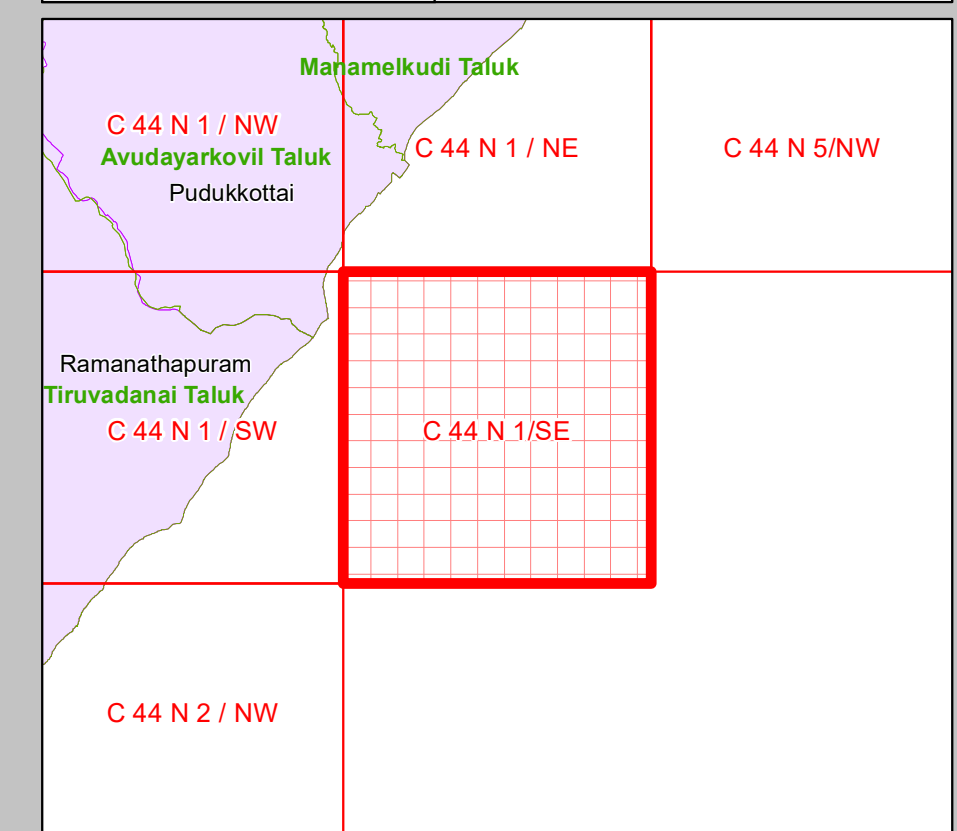 Manamelkudi Taluk
C 44 N 1 / NW
C 44 N 1 / NE
C 44 N 5/NW
Avudayarkovil Taluk
Pudukkottai
Ramanathapuram
Tiruvadanai Taluk
C 44 N 1 / SW
C 44 N 1/SE
C 44 N 2 / NW